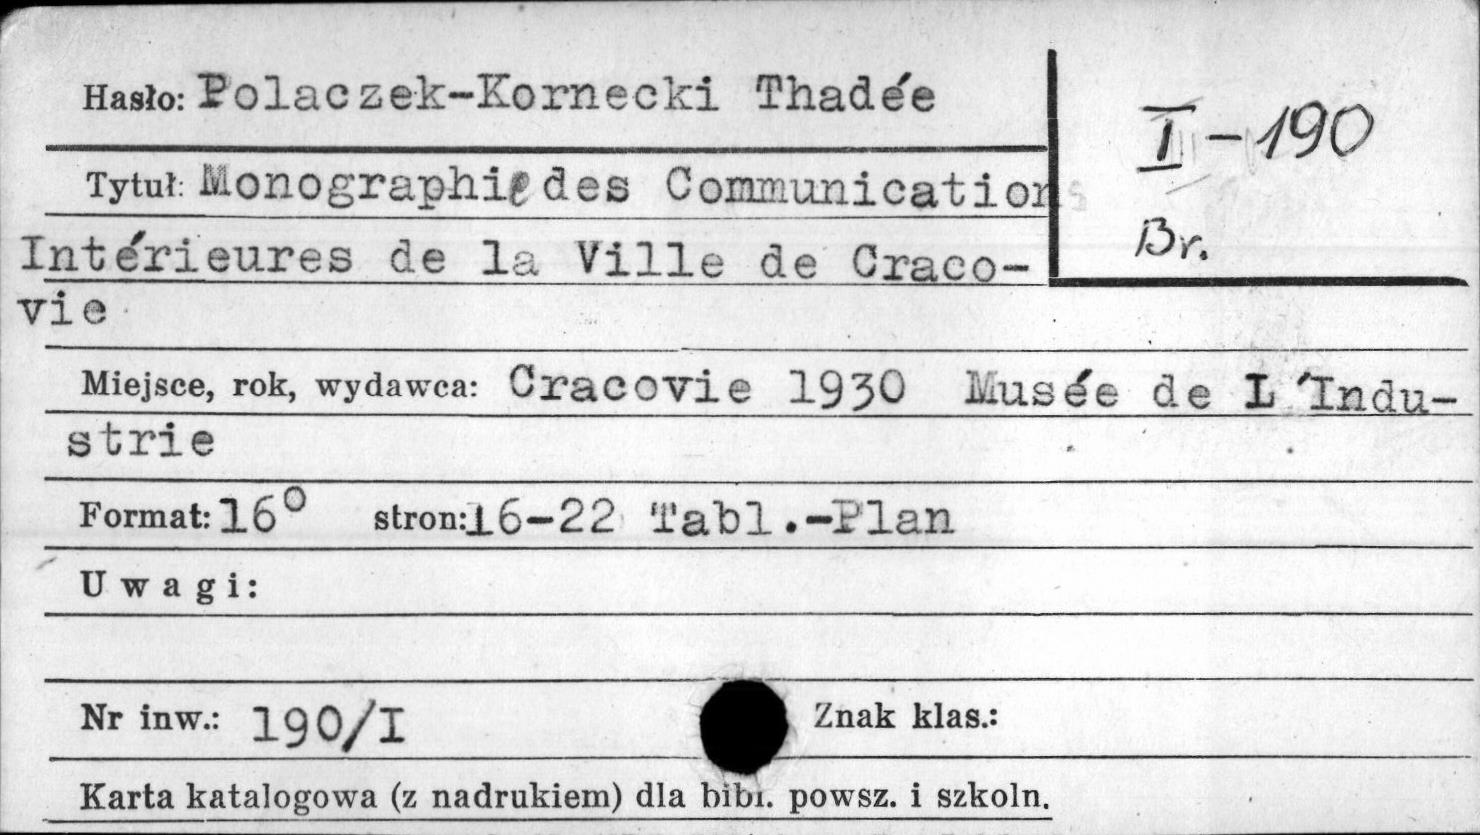 Hasło: Polaczek-Kornecki Thadée
I-190
Tytuł: Monographie des Communications
Br.
Intérieures de la Ville de Craco-
vie
Miejsce, rok, wydawca: Cracovie 1930 Musée de L'Indu-
strie
Format: 16° stron: 16-22 Tabl.-Plan
Uwagi:
Nr inw.: 190/I Znak klas.:
Karta katalogowa (z nadrukiem) dla bibl. powsz. i szkoln.